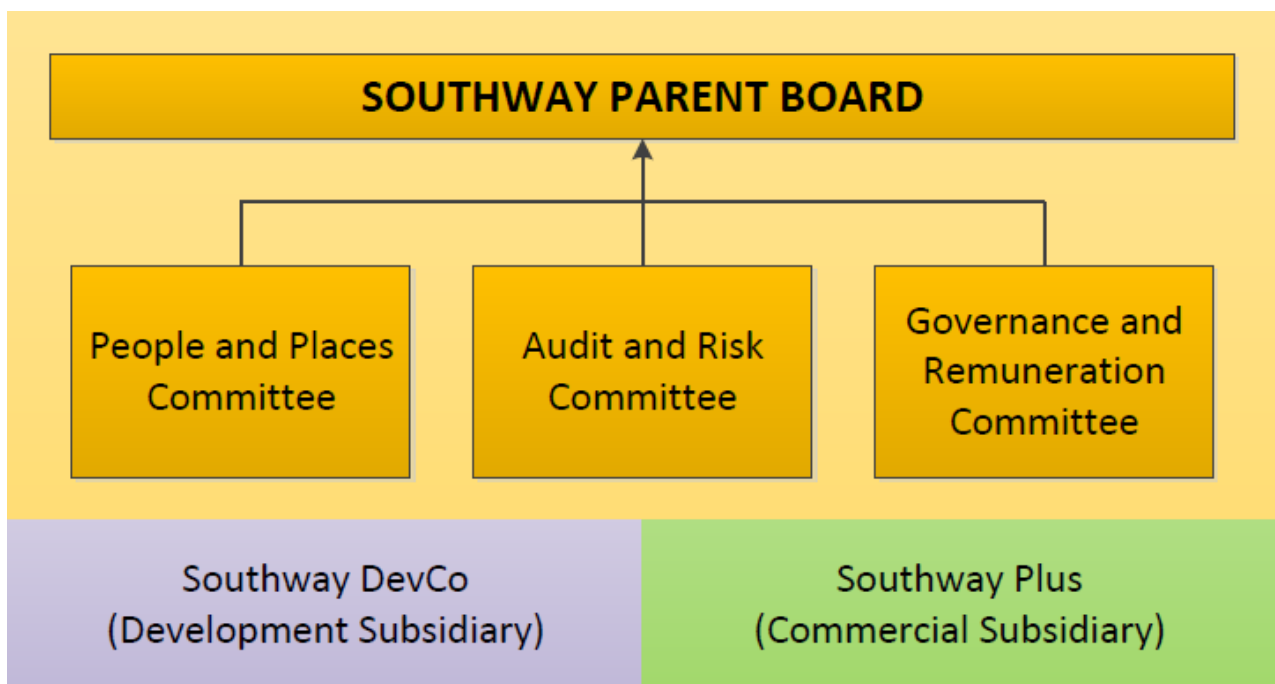 SOUTHWAY PARENT BOARD
People and Places
Committee
Audit and Risk
Committee
Governance and
Remuneration
Committee
Southway DevCo
(Development Subsidiary)
Southway Plus
(Commercial Subsidiary)